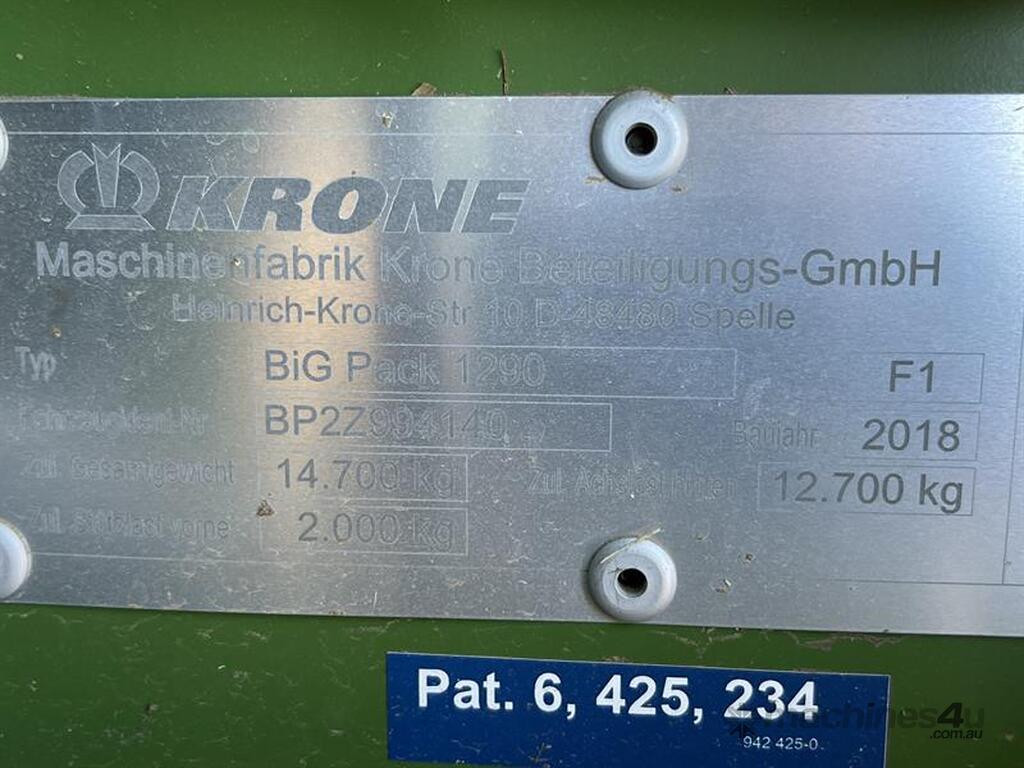 KRONE
Maschinenfabrik Krone Beteiligungs-GmbH
Heinrich-Krone-Str. 10, D-48480 Spelle
Typ BiG Pack 1290 F1
Fahrzeugident-Nr BP2Z994140 Baujahr 2018
Zul. Gesamtgewicht 14.700 kg Zul. Achslast hinten 12.700 kg
Zul. Stützlast vorne 2.000 kg
Pat. 6, 425, 234
942 425-0
machines4u
.com.au